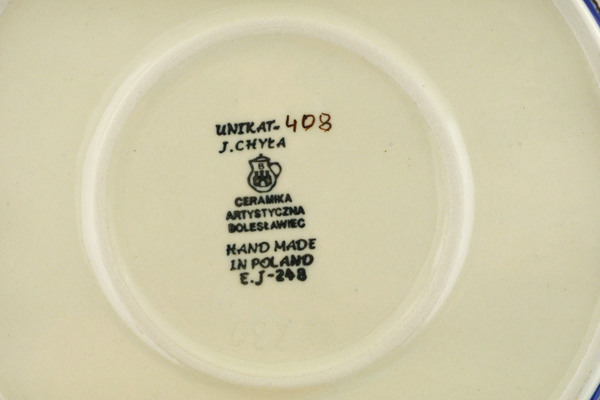 UNIKAT-408
J. CHYŁA
B
CERAMIKA
ARTYSTYCZNA
BOLESŁAWIEC
HAND MADE
IN POLAND
E.J-248